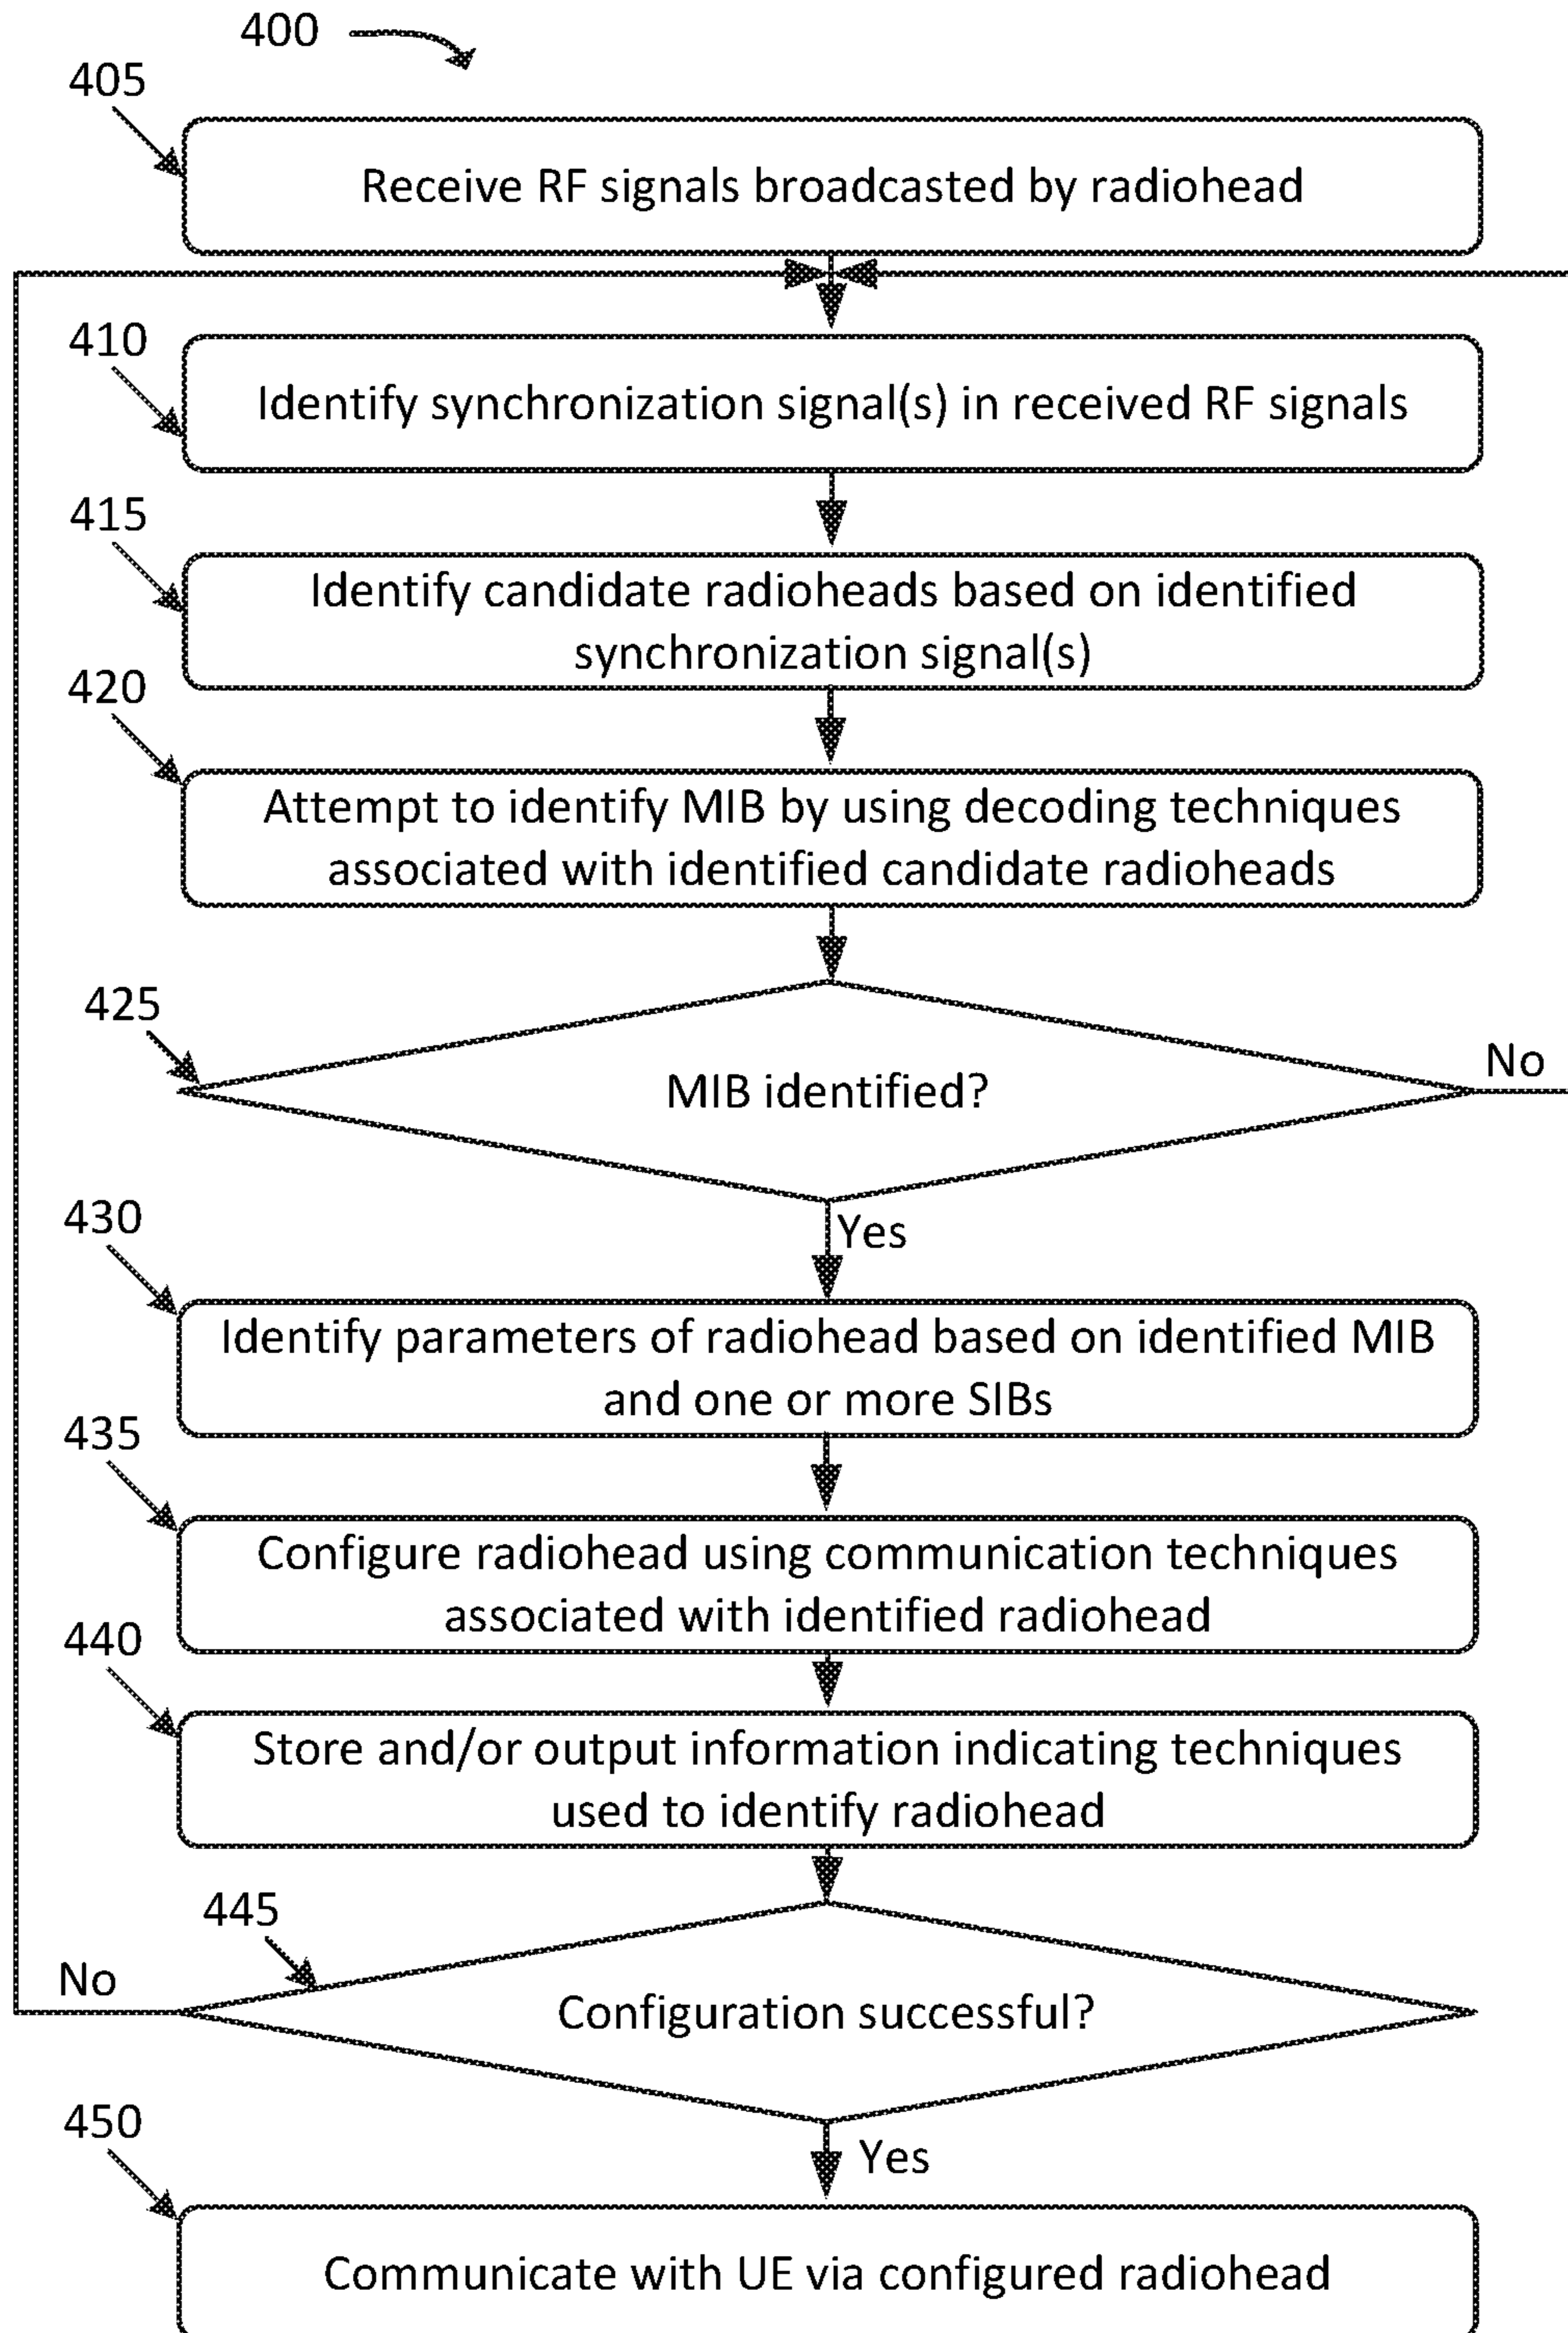 400
405
Receive RF signals broadcasted by radiohead
410
Identify synchronization signal(s) in received RF signals
415
Identify candidate radioheads based on identified
synchronization signal(s)
420
Attempt to identify MIB by using decoding techniques
associated with identified candidate radioheads
425
MIB identified?
No
Yes
430
Identify parameters of radiohead based on identified MIB
and one or more SIBs
435
Configure radiohead using communication techniques
associated with identified radiohead
440
Store and/or output information indicating techniques
used to identify radiohead
445
No
Configuration successful?
Yes
450
Communicate with UE via configured radiohead